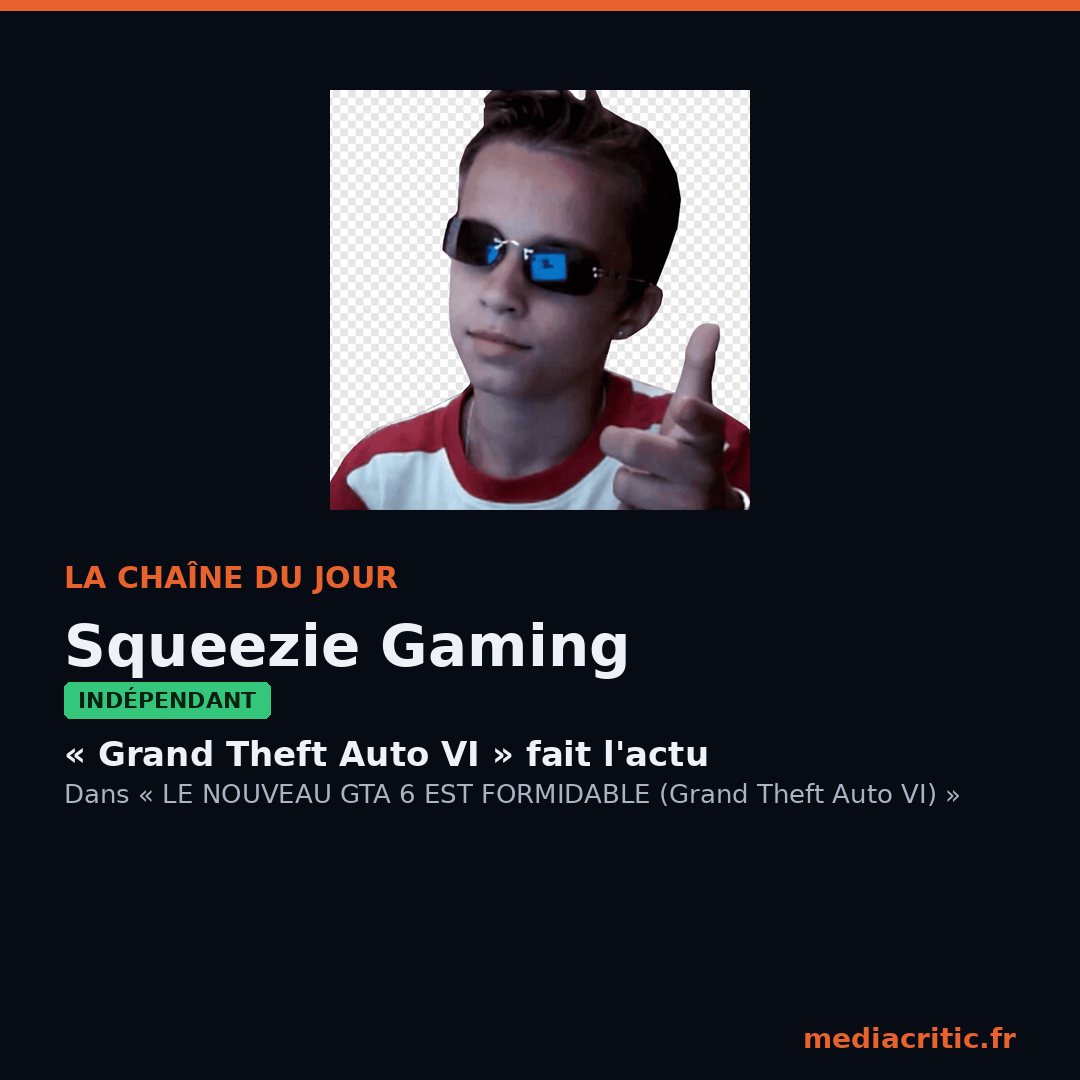 LA CHAÎNE DU JOUR
Squeezie Gaming
INDÉPENDANT
« Grand Theft Auto VI » fait l'actu
Dans « LE NOUVEAU GTA 6 EST FORMIDABLE (Grand Theft Auto VI) »
mediacritic.fr